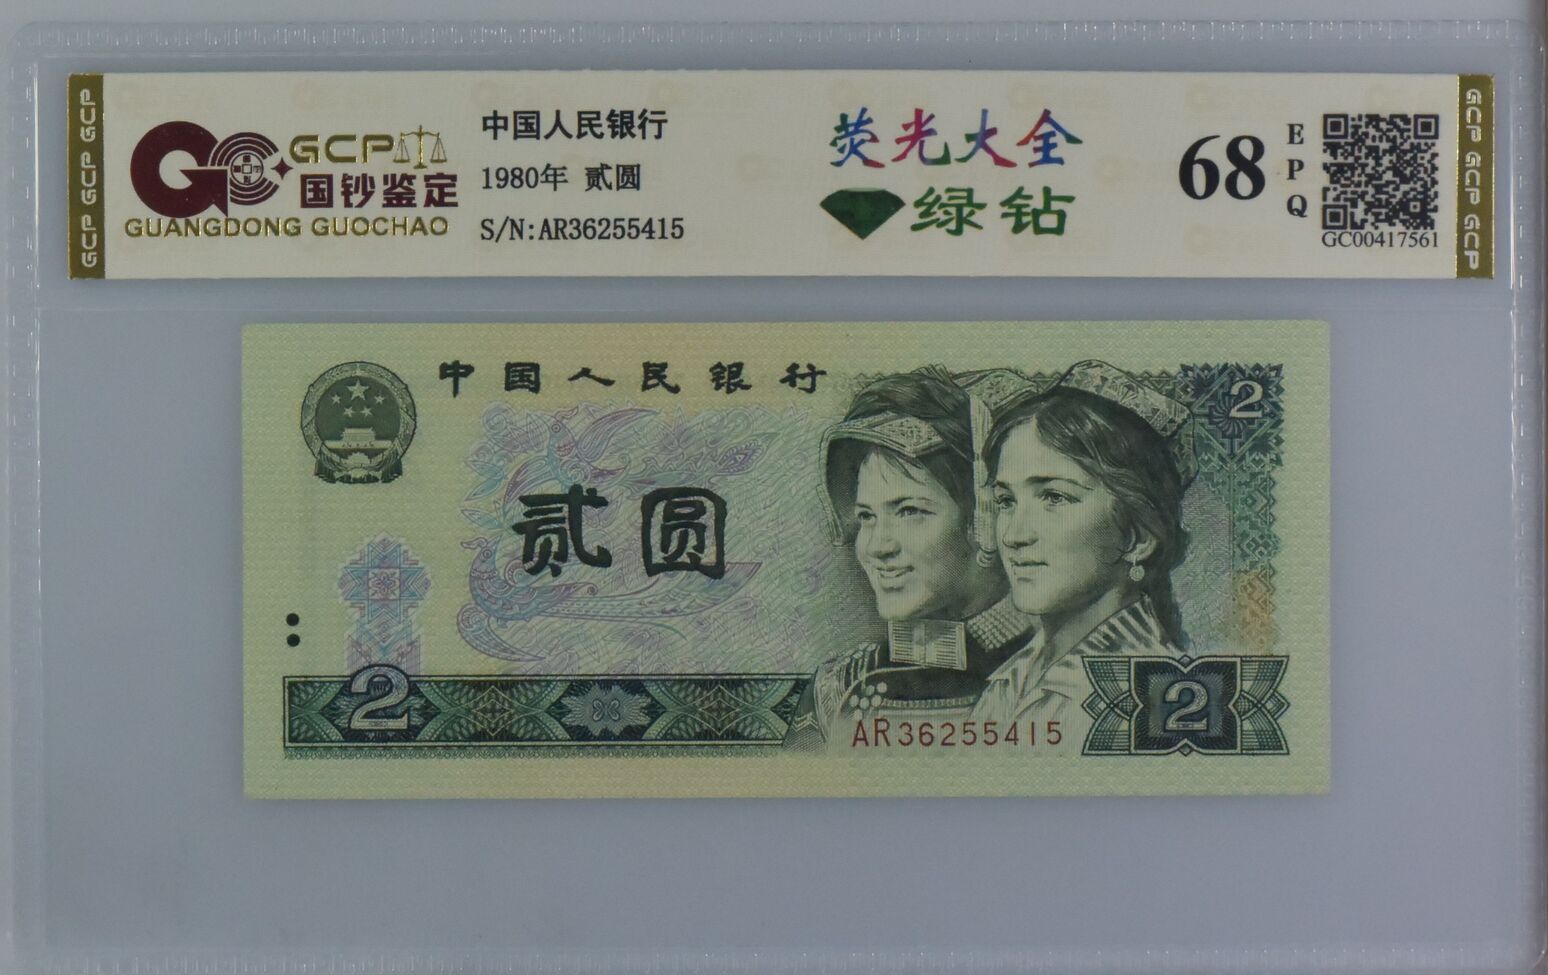 GCP GCP GCP
GCP
国钞鉴定
GUANGDONG GUOCHAO
中国人民银行
1980年 贰圆
S/N:AR36255415
荧光大全
绿钻
68
EPQ
GC00417561
GCP GCP GCP
中国人民银行
2
贰圆
2
AR36255415
2